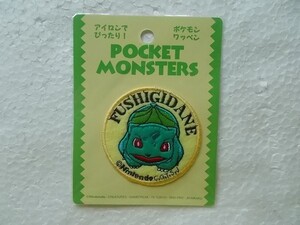 アイロンで
ぴったり!
ポケモン
ワッペン
POCKET
MONSTERS
FUSHIGIDANE
©Nintendo